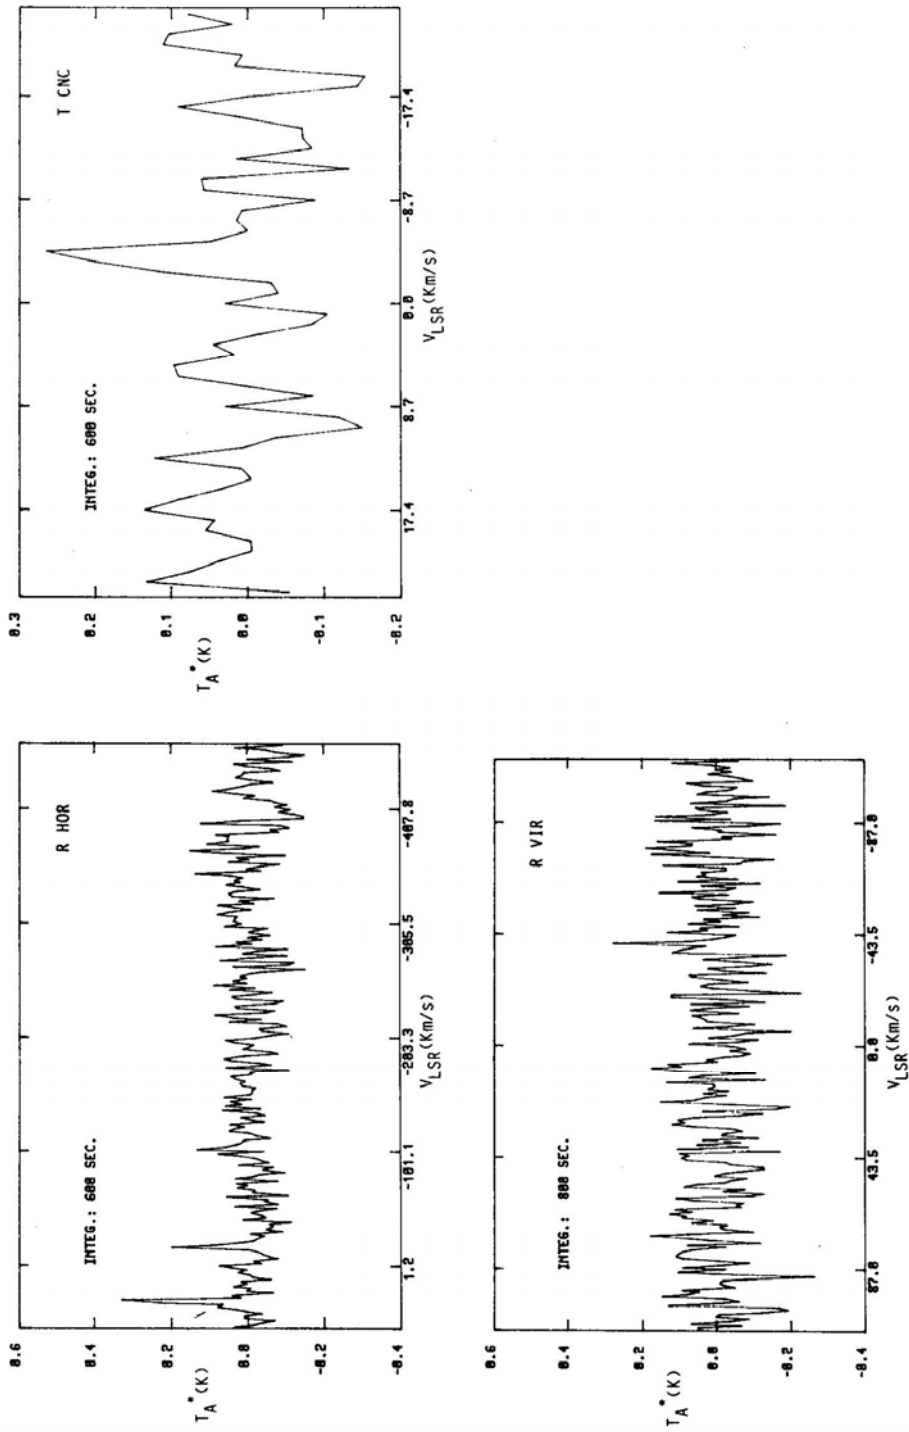 0.6
0.4
0.2
0.0
-0.2
-0.4
T_A*(K)
INTEG.: 600 SEC.
R HOR
1.2 -101.1 -203.3 -305.5 -407.8
V_LSR(Km/s)
0.3
0.2
0.1
0.0
-0.1
-0.2
T_A*(K)
INTEG.: 600 SEC.
T CNC
17.4 8.7 0.0 -8.7 -17.4
V_LSR(Km/s)
0.6
0.4
0.2
0.0
-0.2
-0.4
T_A*(K)
INTEG.: 800 SEC.
R VIR
87.0 43.5 0.0 -43.5 -87.0
V_LSR(Km/s)